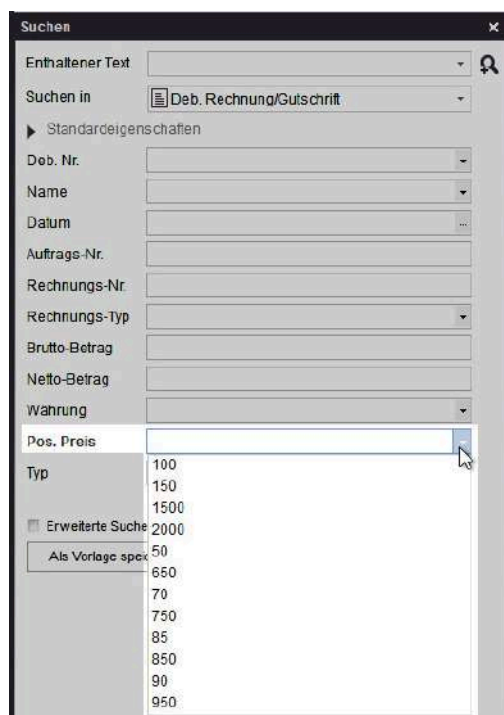 Suchen
Enthaltener Text
Suchen in Deb. Rechnung/Gutschrift
Standardeigenschaften
Deb. Nr.
Name
Datum ...
Auftrags-Nr.
Rechnungs-Nr.
Rechnungs-Typ
Brutto-Betrag
Netto-Betrag
Währung
Pos. Preis
Typ
100
150
1500
Erweiterte Suche 2000
50
Als Vorlage speic
650
70
750
85
850
90
950